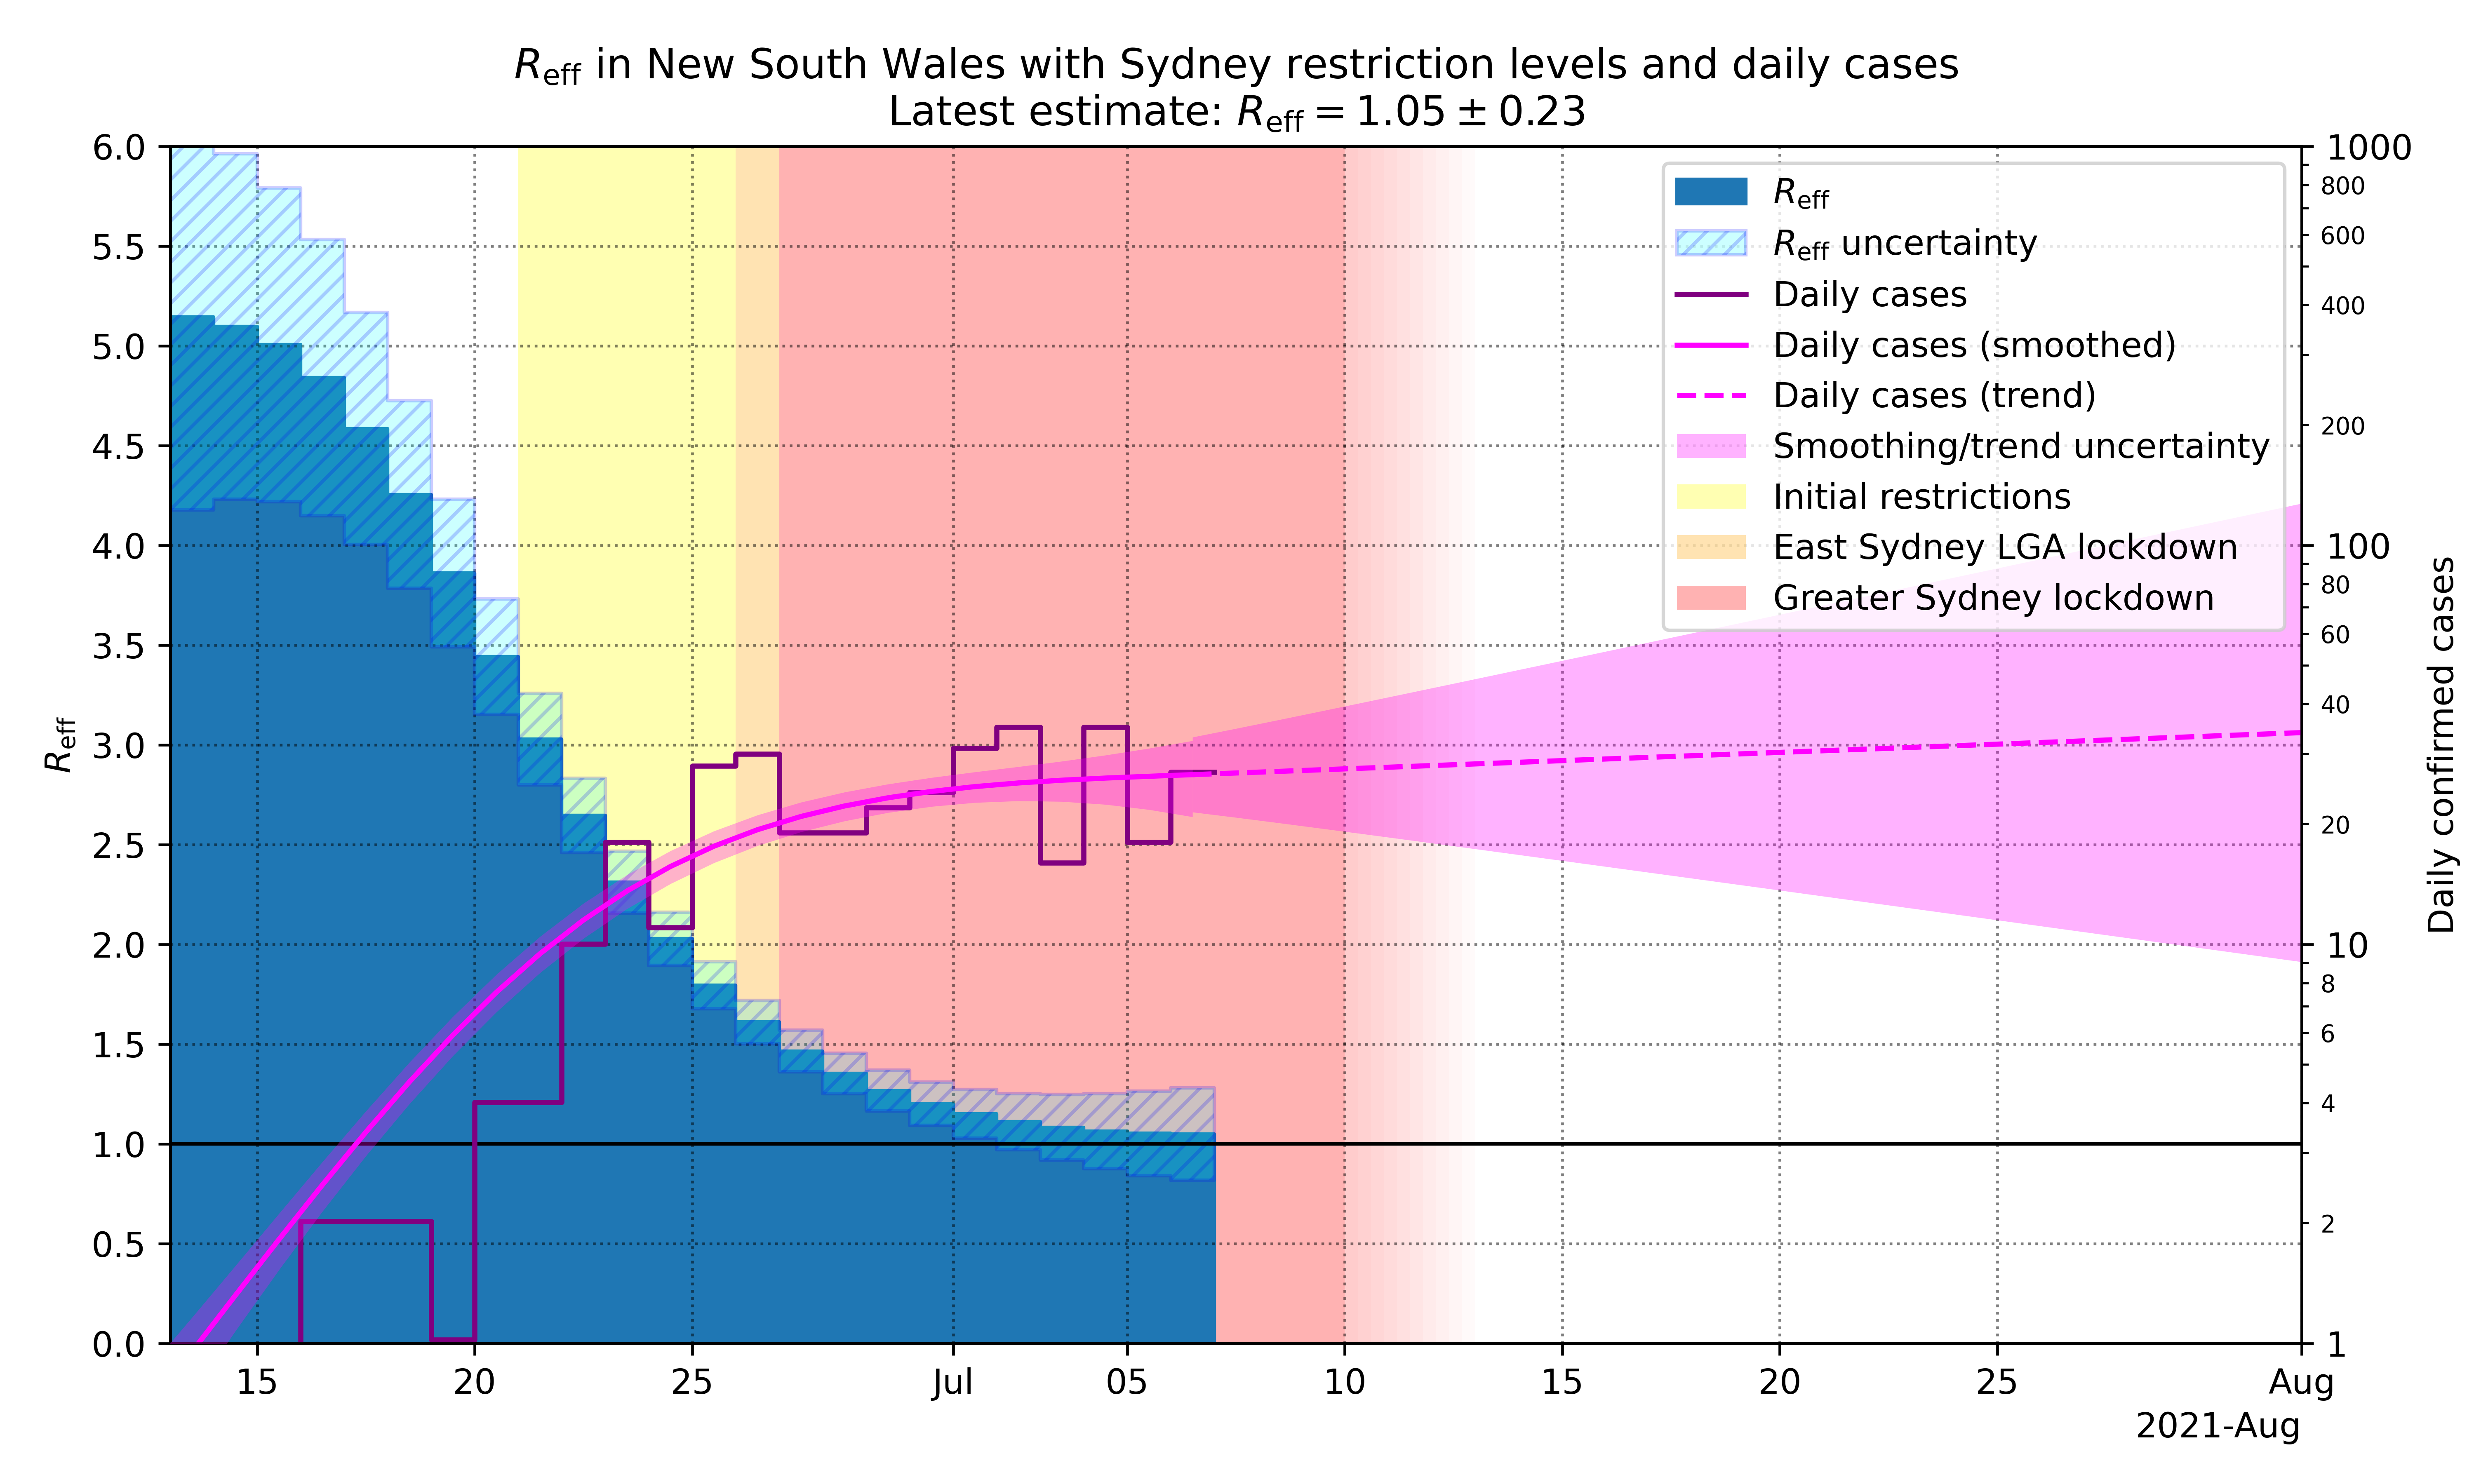 R_eff in New South Wales with Sydney restriction levels and daily cases
Latest estimate: R_eff = 1.05 ± 0.23
R_eff
6.0
5.5
5.0
4.5
4.0
3.5
3.0
2.5
2.0
1.5
1.0
0.5
0.0
R_eff
R_eff uncertainty
Daily cases
Daily cases (smoothed)
Daily cases (trend)
Smoothing/trend uncertainty
Initial restrictions
East Sydney LGA lockdown
Greater Sydney lockdown
1000
800
600
400
200
100
80
60
40
20
10
8
6
4
2
1
Daily confirmed cases
15 20 25 Jul 05 10 15 20 25 Aug
2021-Aug